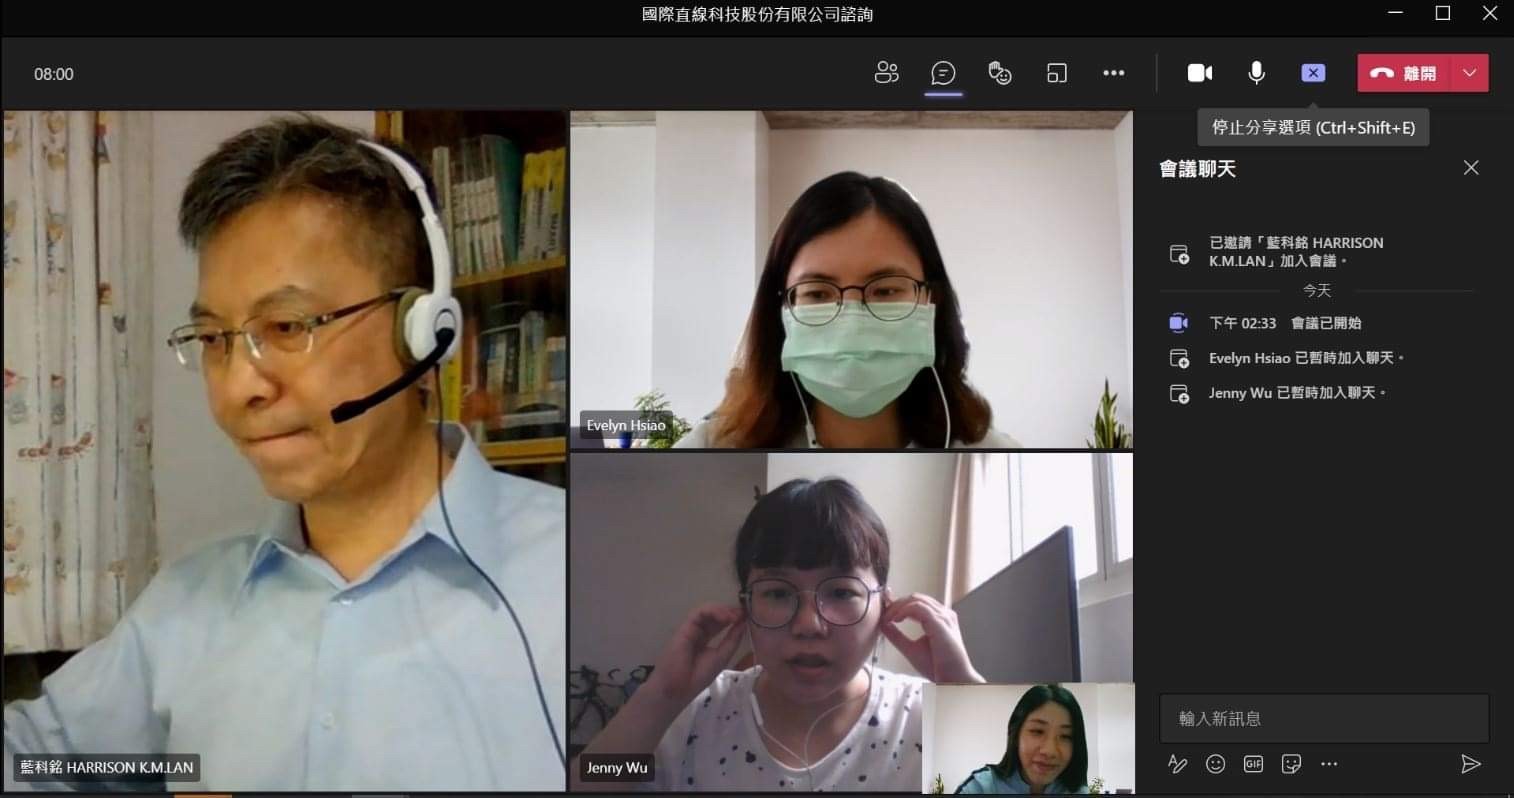 國際直線科技股份有限公司諮詢
08:00
離開
停止分享選項 (Ctrl+Shift+E)
會議聊天
已邀請「藍科銘 HARRISON
K.M.LAN」加入會議。
今天
下午 02:33 會議已開始
Evelyn Hsiao 已暫時加入聊天。
Jenny Wu 已暫時加入聊天。
Evelyn Hsiao
藍科銘 HARRISON K.M.LAN
Jenny Wu
輸入新訊息
GIF